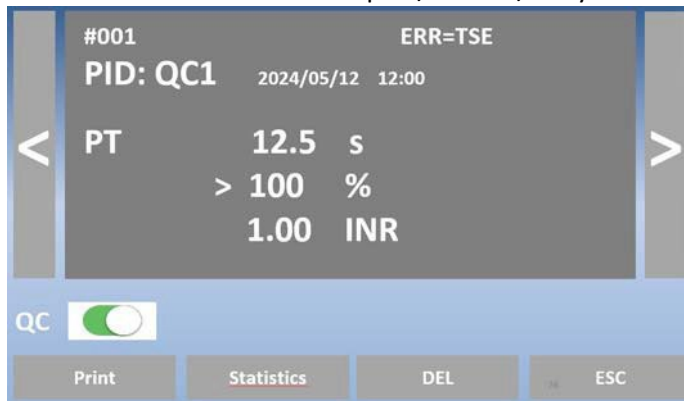 #001 ERR=TSE
PID: QC1 2024/05/12 12:00
< PT 12.5 s >
> 100 %
1.00 INR
QC
Print Statistics DEL ESC